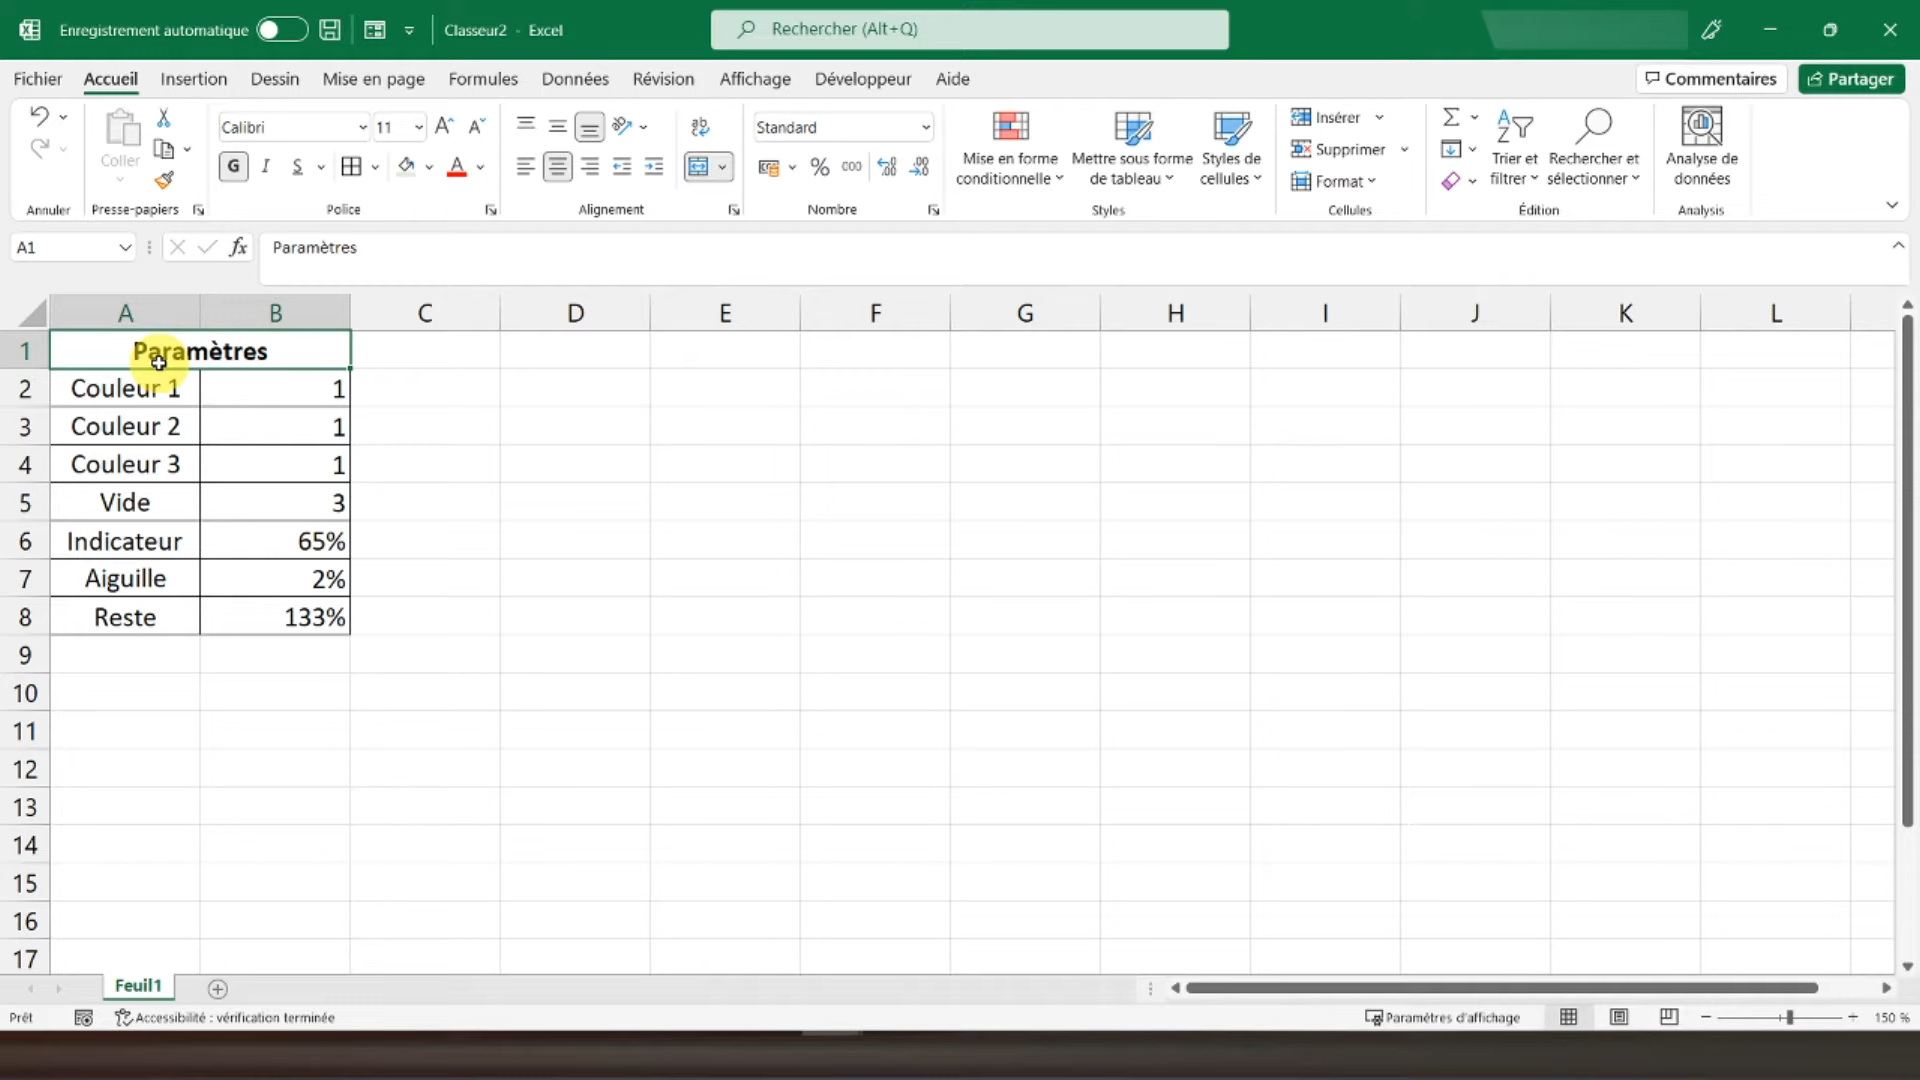 Enregistrement automatique Classeur2 - Excel Rechercher (Alt+Q)
Fichier Accueil Insertion Dessin Mise en page Formules Données Révision Affichage Développeur Aide Commentaires Partager
Coller
Calibri 11
G I S
ab
Standard
% 000
Mise en forme conditionnelle
Mettre sous forme de tableau
Styles de cellules
Insérer
Supprimer
Format
Trier et filtrer
Rechercher et sélectionner
Analyse de données
Annuler Presse-papiers Police Alignement Nombre Styles Cellules Édition Analysis
A1 fx Paramètres
A B C D E F G H I J K L
1 Paramètres
2 Couleur 1 1
3 Couleur 2 1
4 Couleur 3 1
5 Vide 3
6 Indicateur 65%
7 Aiguille 2%
8 Reste 133%
9
10
11
12
13
14
15
16
17
Feuil1
Prêt Accessibilité : vérification terminée Paramètres d'affichage 150 %